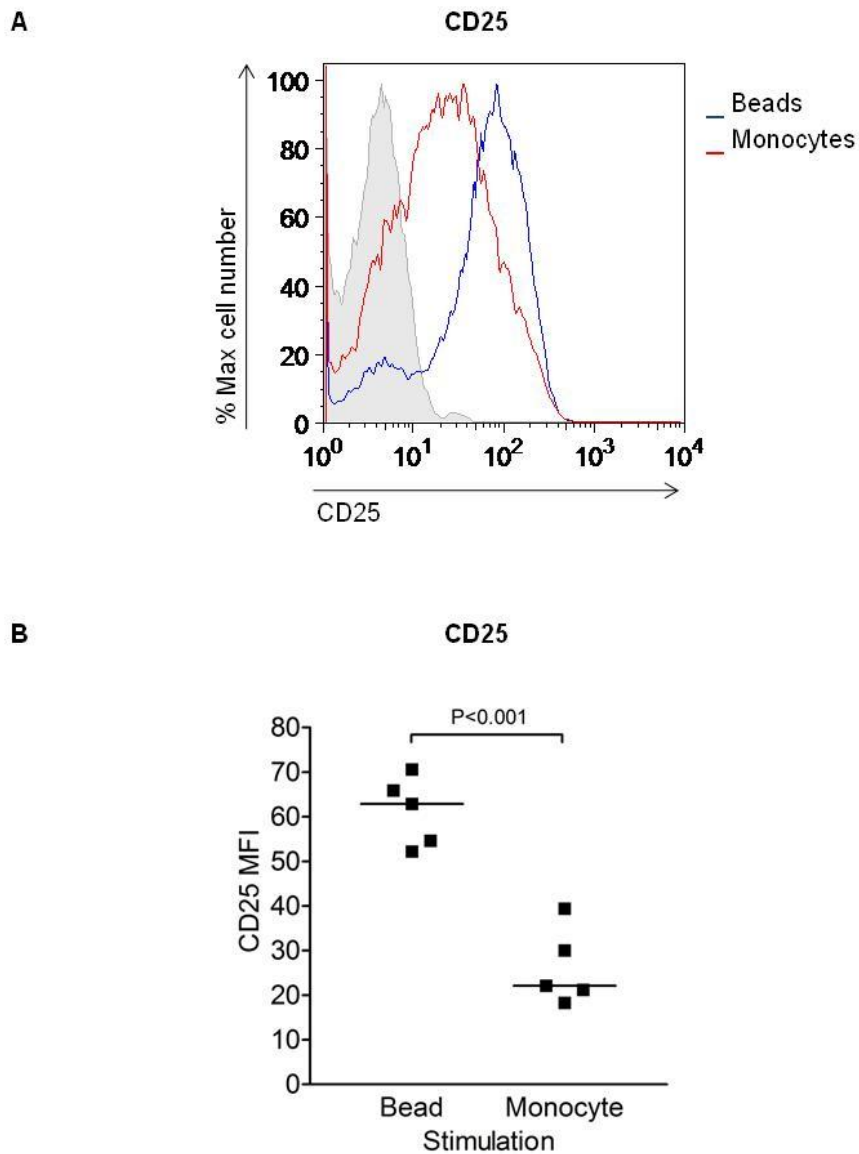 A
CD25
% Max cell number
100
80
60
40
20
0
10⁰ 10¹ 10² 10³ 10⁴
CD25
Beads
Monocytes
B
CD25
P<0.001
CD25 MFI
80
70
60
50
40
30
20
10
0
Bead Monocyte
Stimulation